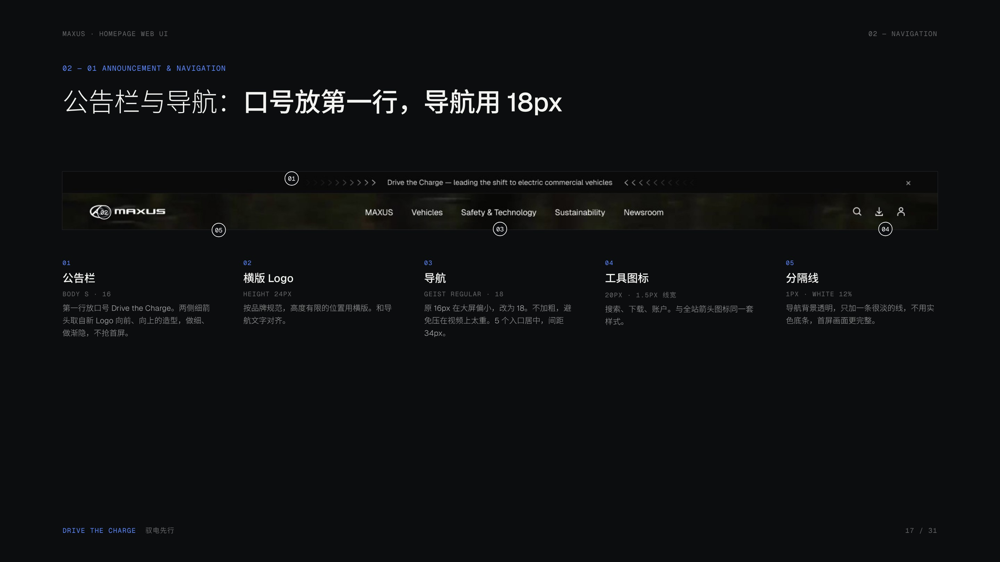 MAXUS · HOMEPAGE WEB UI
02 — NAVIGATION
02 — 01 ANNOUNCEMENT & NAVIGATION
公告栏与导航：口号放第一行，导航用 18px
01
Drive the Charge — leading the shift to electric commercial vehicles
02
MAXUS
MAXUS
Vehicles
Safety & Technology
Sustainability
Newsroom
05
03
04
01
公告栏
BODY S · 16
第一行放口号 Drive the Charge。两侧细箭
头取自新 Logo 向前、向上的造型，做细、
做渐隐，不抢首屏。
02
横版 Logo
HEIGHT 24PX
按品牌规范，高度有限的位置用横版。和导
航文字对齐。
03
导航
GEIST REGULAR · 18
原 16px 在大屏偏小，改为 18。不加粗，避
免压在视频上太重。5 个入口居中，间距
34px。
04
工具图标
20PX · 1.5PX 线宽
搜索、下载、账户。与全站箭头图标同一套
样式。
05
分隔线
1PX · WHITE 12%
导航背景透明，只加一条很淡的线，不用实
色底条，首屏画面更完整。
DRIVE THE CHARGE 驭电先行
17 / 31